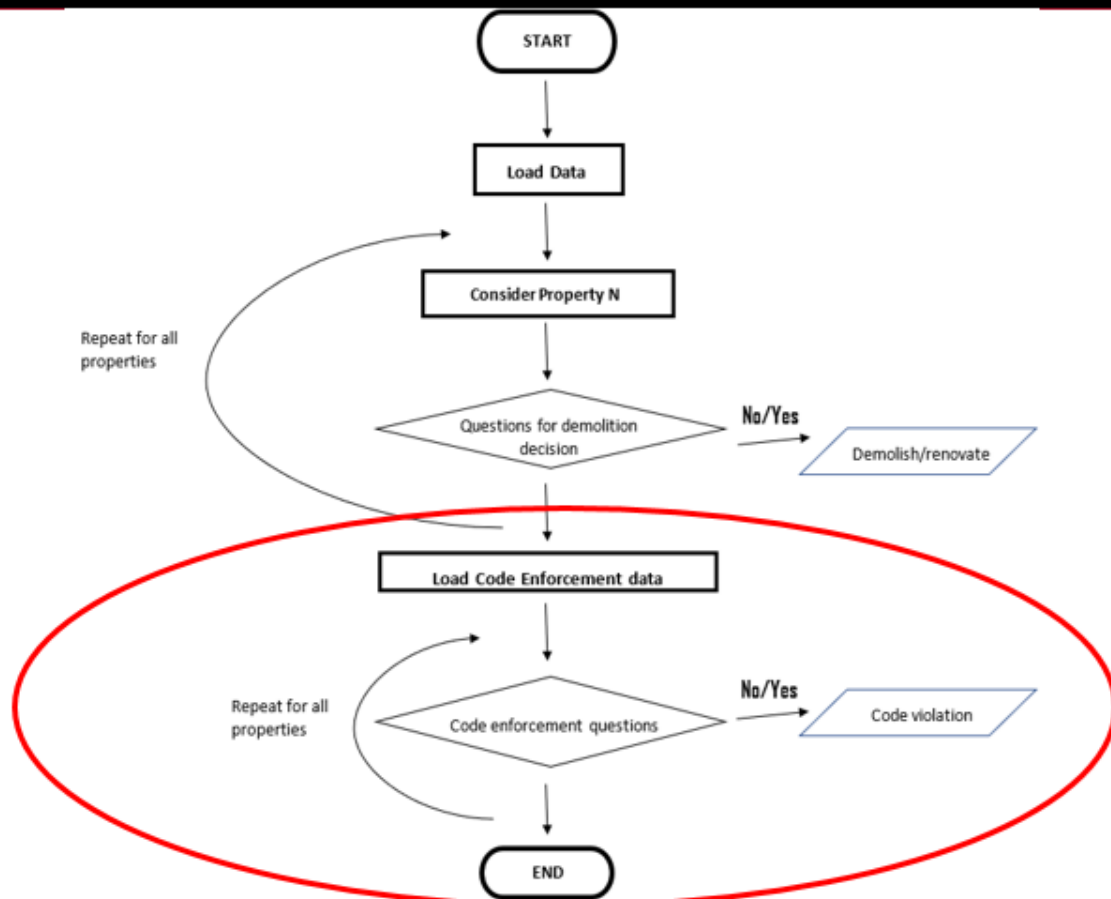 START
Load Data
Consider Property N
Repeat for all
properties
Questions for demolition
decision
No/Yes
Demolish/renovate
Load Code Enforcement data
Repeat for all
properties
Code enforcement questions
No/Yes
Code violation
END